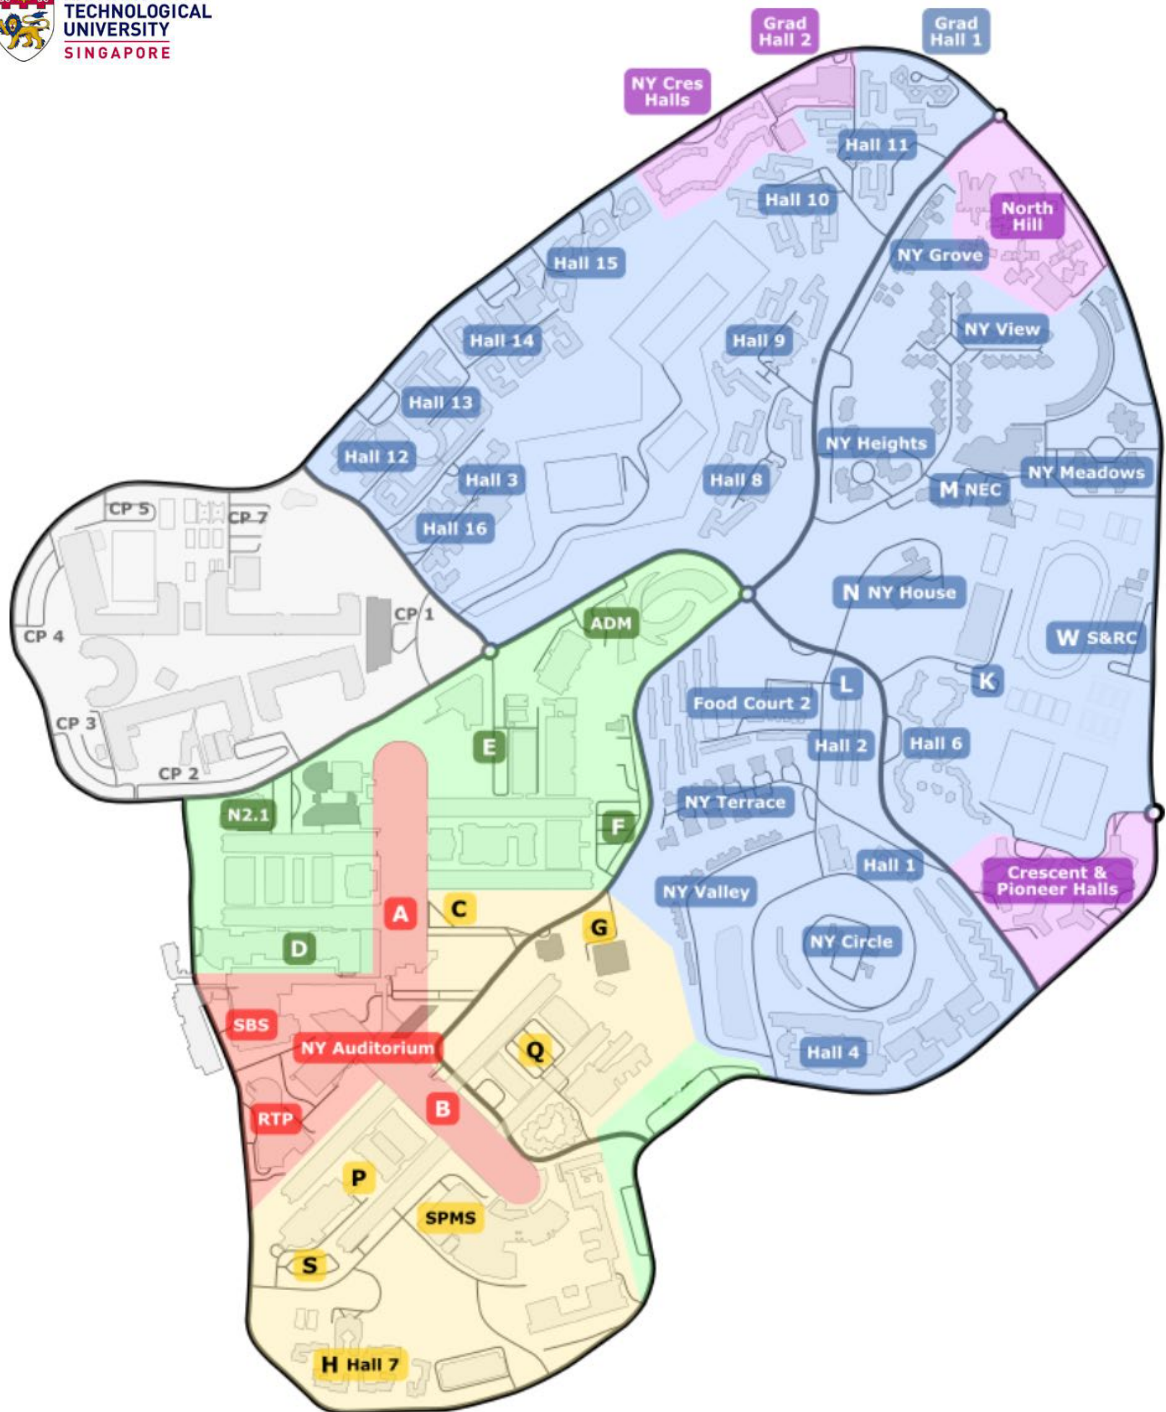 TECHNOLOGICAL
UNIVERSITY
SINGAPORE
Grad
Hall 2
Grad
Hall 1
NY Cres
Halls
Hall 11
Hall 10
North
Hill
NY Grove
Hall 15
NY View
Hall 14
Hall 9
Hall 13
NY Heights
Hall 12
NY Meadows
Hall 3
Hall 8
M NEC
CP 5
CP 7
Hall 16
N NY House
CP 1
ADM
CP 4
W S&RC
L
K
Food Court 2
CP 3
E
Hall 2
Hall 6
CP 2
NY Terrace
N2.1
F
Hall 1
Crescent &
Pioneer Halls
NY Valley
A
C
G
D
NY Circle
SBS
NY Auditorium
Q
Hall 4
B
RTP
P
SPMS
S
H Hall 7